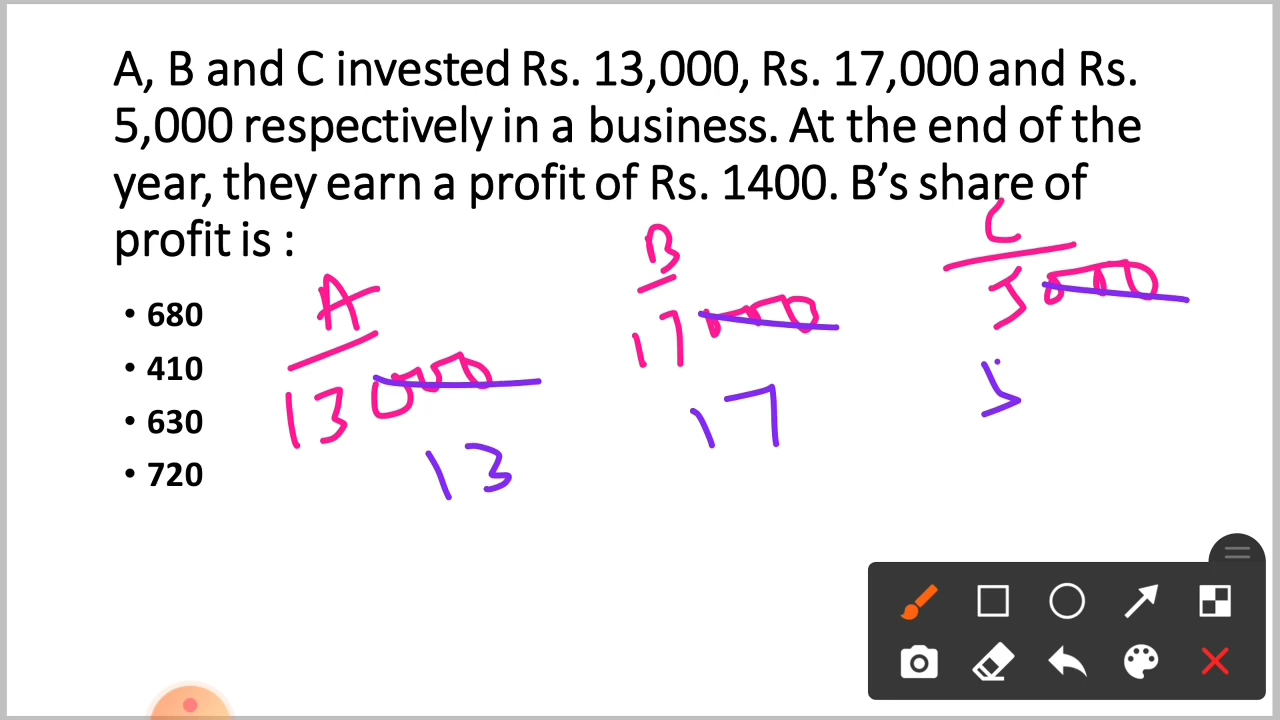 A, B and C invested Rs. 13,000, Rs. 17,000 and Rs.
5,000 respectively in a business. At the end of the
year, they earn a profit of Rs. 1400. B’s share of
profit is :
• 680
• 410
• 630
• 720
A B C
13000 17000 5000
13 17 5